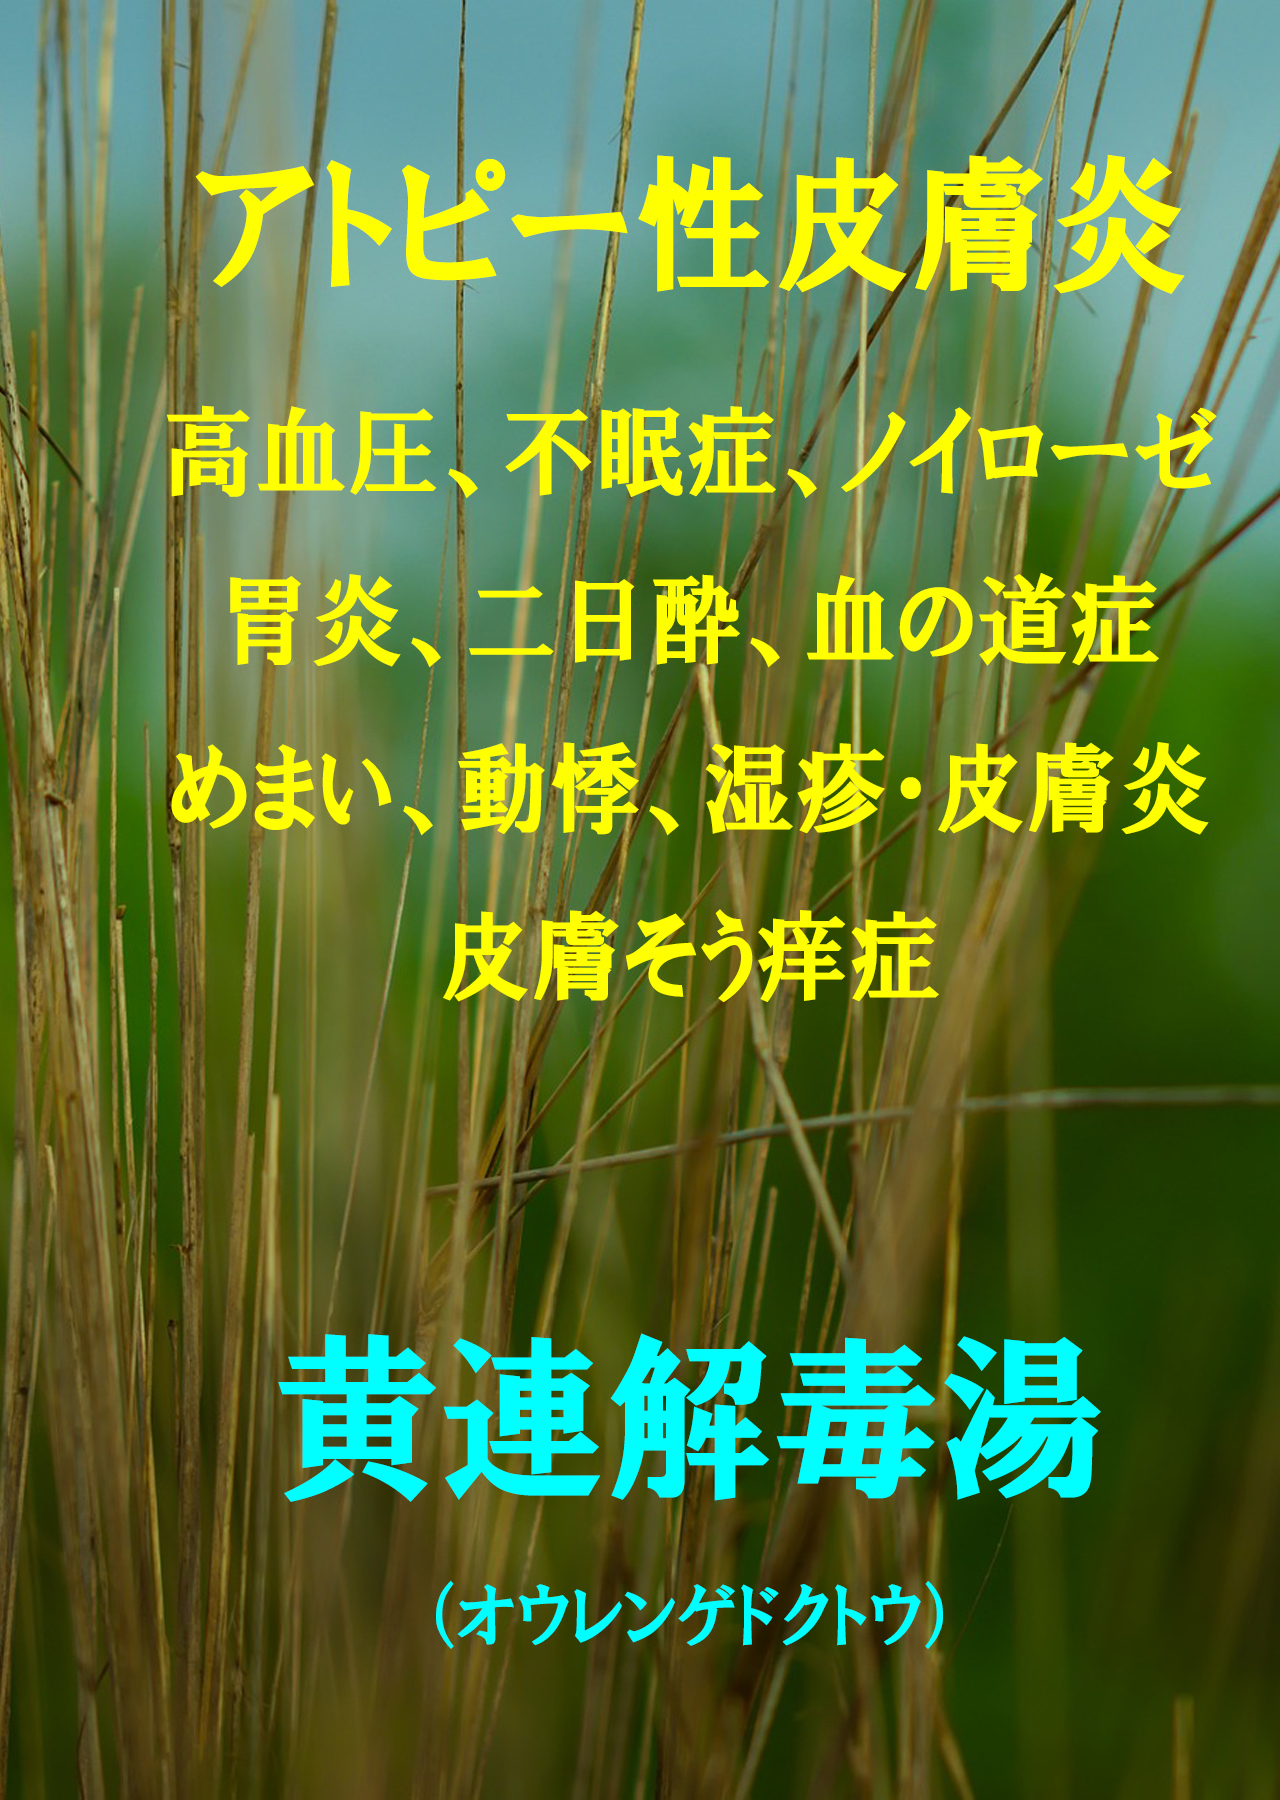 アトピー性皮膚炎
高血圧、不眠症、ノイローゼ
胃炎、二日酔、血の道症
めまい、動悸、湿疹・皮膚炎
皮膚そう痒症
黄連解毒湯
(オウレンゲドクトウ)